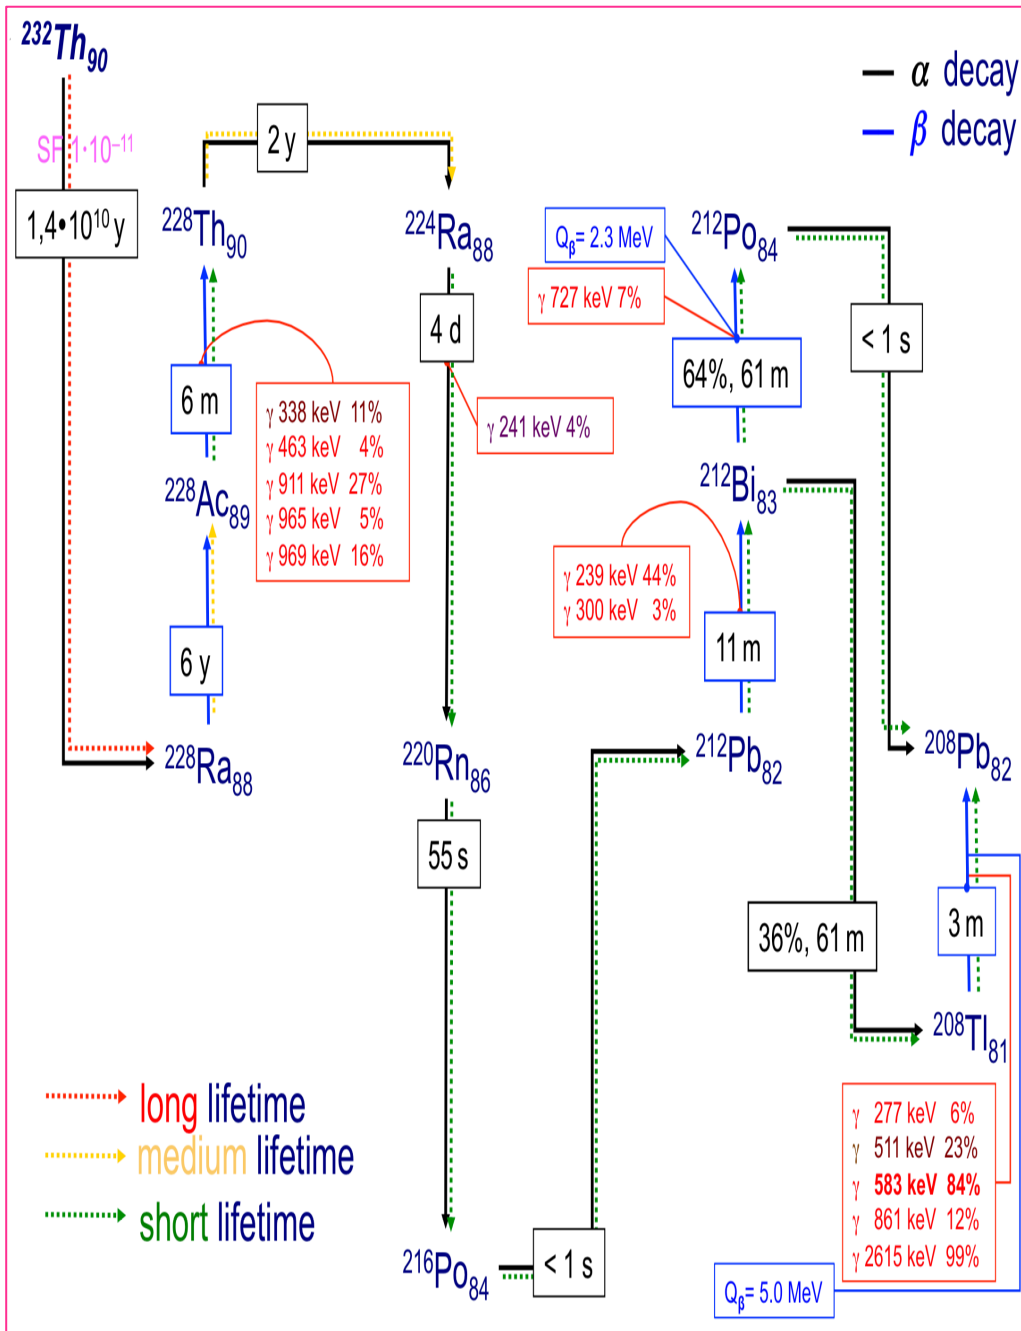 232Th90
α decay
β decay
SF 1·10–11
1,4•1010 y
2 y
228Th90
224Ra88
Qβ= 2.3 MeV
212Po84
γ 727 keV 7%
4 d
< 1 s
64%, 61 m
6 m
γ 338 keV 11%
γ 463 keV 4%
γ 911 keV 27%
γ 965 keV 5%
γ 969 keV 16%
γ 241 keV 4%
228Ac89
212Bi83
γ 239 keV 44%
γ 300 keV 3%
6 y
11 m
228Ra88
220Rn86
212Pb82
208Pb82
55 s
36%, 61 m
3 m
208Tl81
long lifetime
medium lifetime
short lifetime
216Po84
< 1 s
γ 277 keV 6%
γ 511 keV 23%
γ 583 keV 84%
γ 861 keV 12%
γ 2615 keV 99%
Qβ= 5.0 MeV